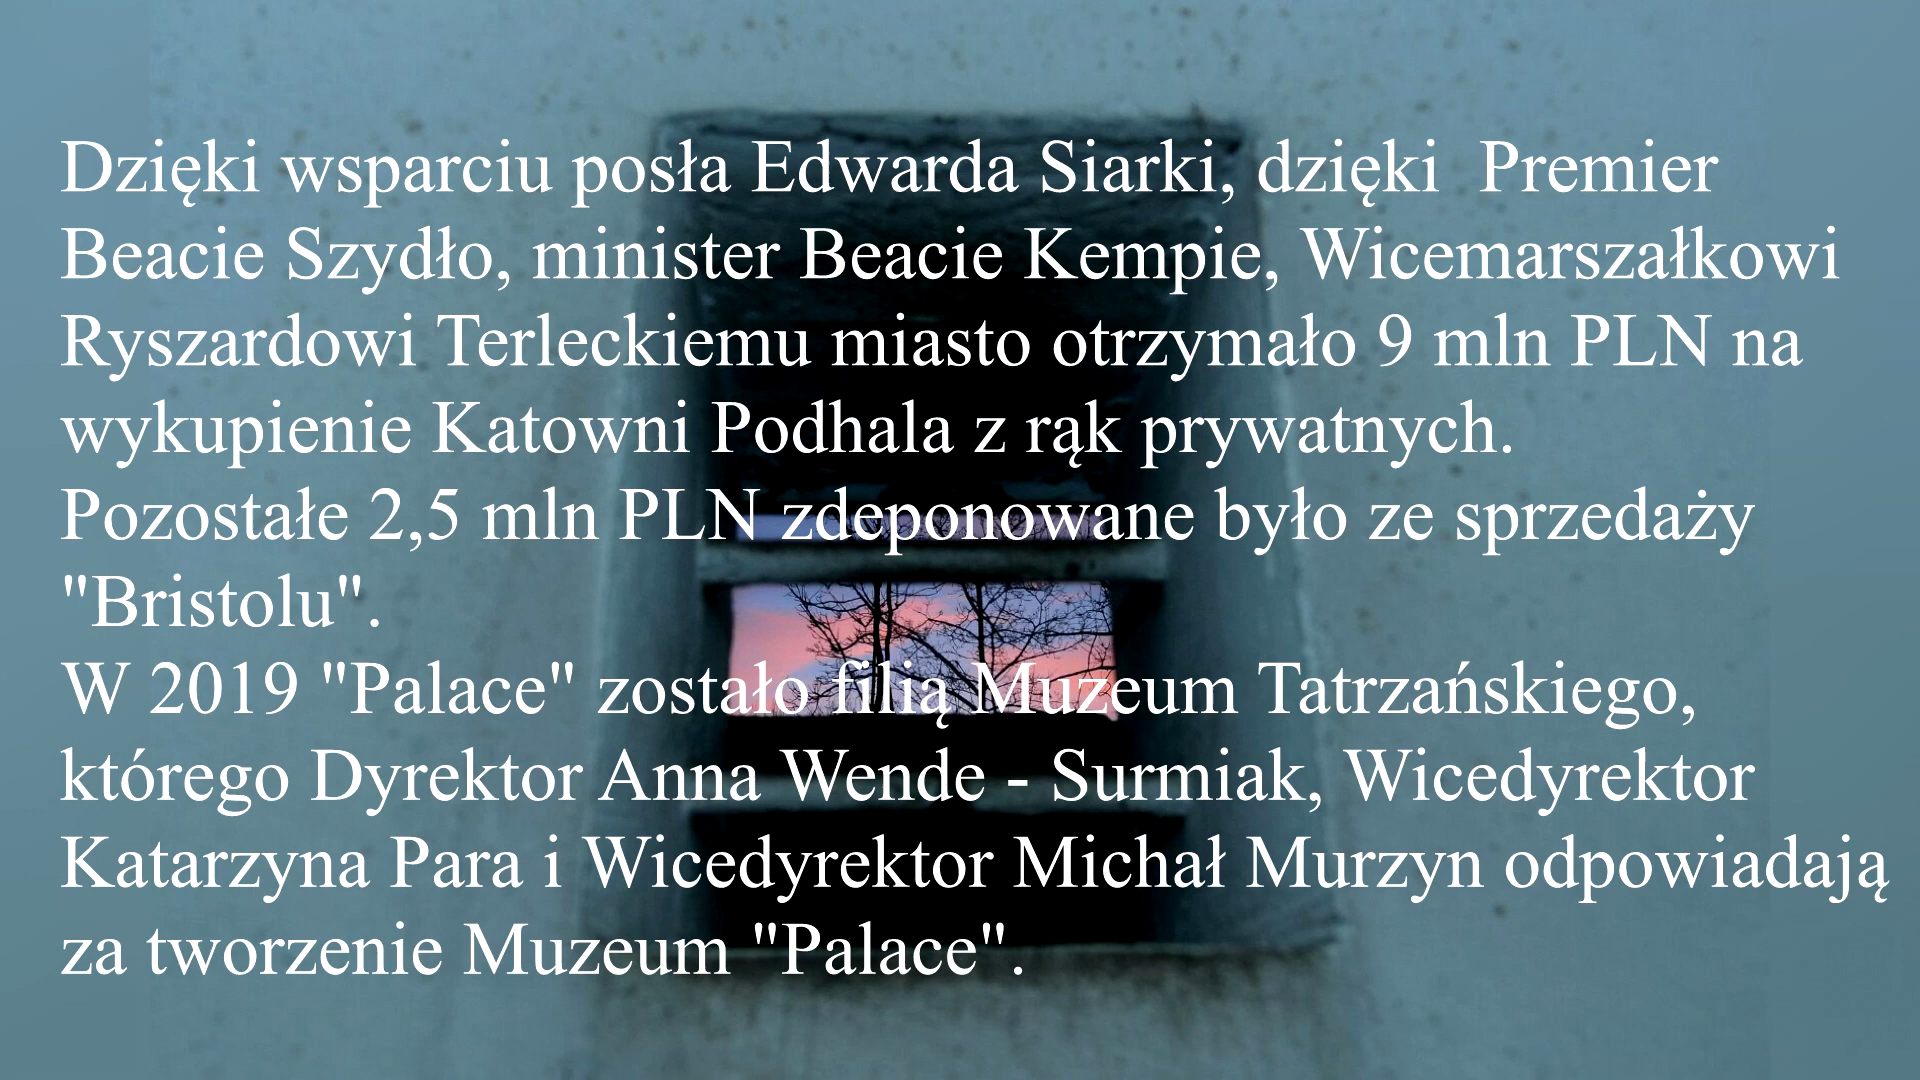 Dzięki wsparciu posła Edwarda Siarki, dzięki  Premier
Beacie Szydło, minister Beacie Kempie, Wicemarszałkowi
Ryszardowi Terleckiemu miasto otrzymało 9 mln PLN na
wykupienie Katowni Podhala z rąk prywatnych.
Pozostałe 2,5 mln PLN zdeponowane było ze sprzedaży
"Bristolu".
W 2019 "Palace" zostało filią Muzeum Tatrzańskiego,
którego Dyrektor Anna Wende - Surmiak, Wicedyrektor
Katarzyna Para i Wicedyrektor Michał Murzyn odpowiadają
za tworzenie Muzeum "Palace".